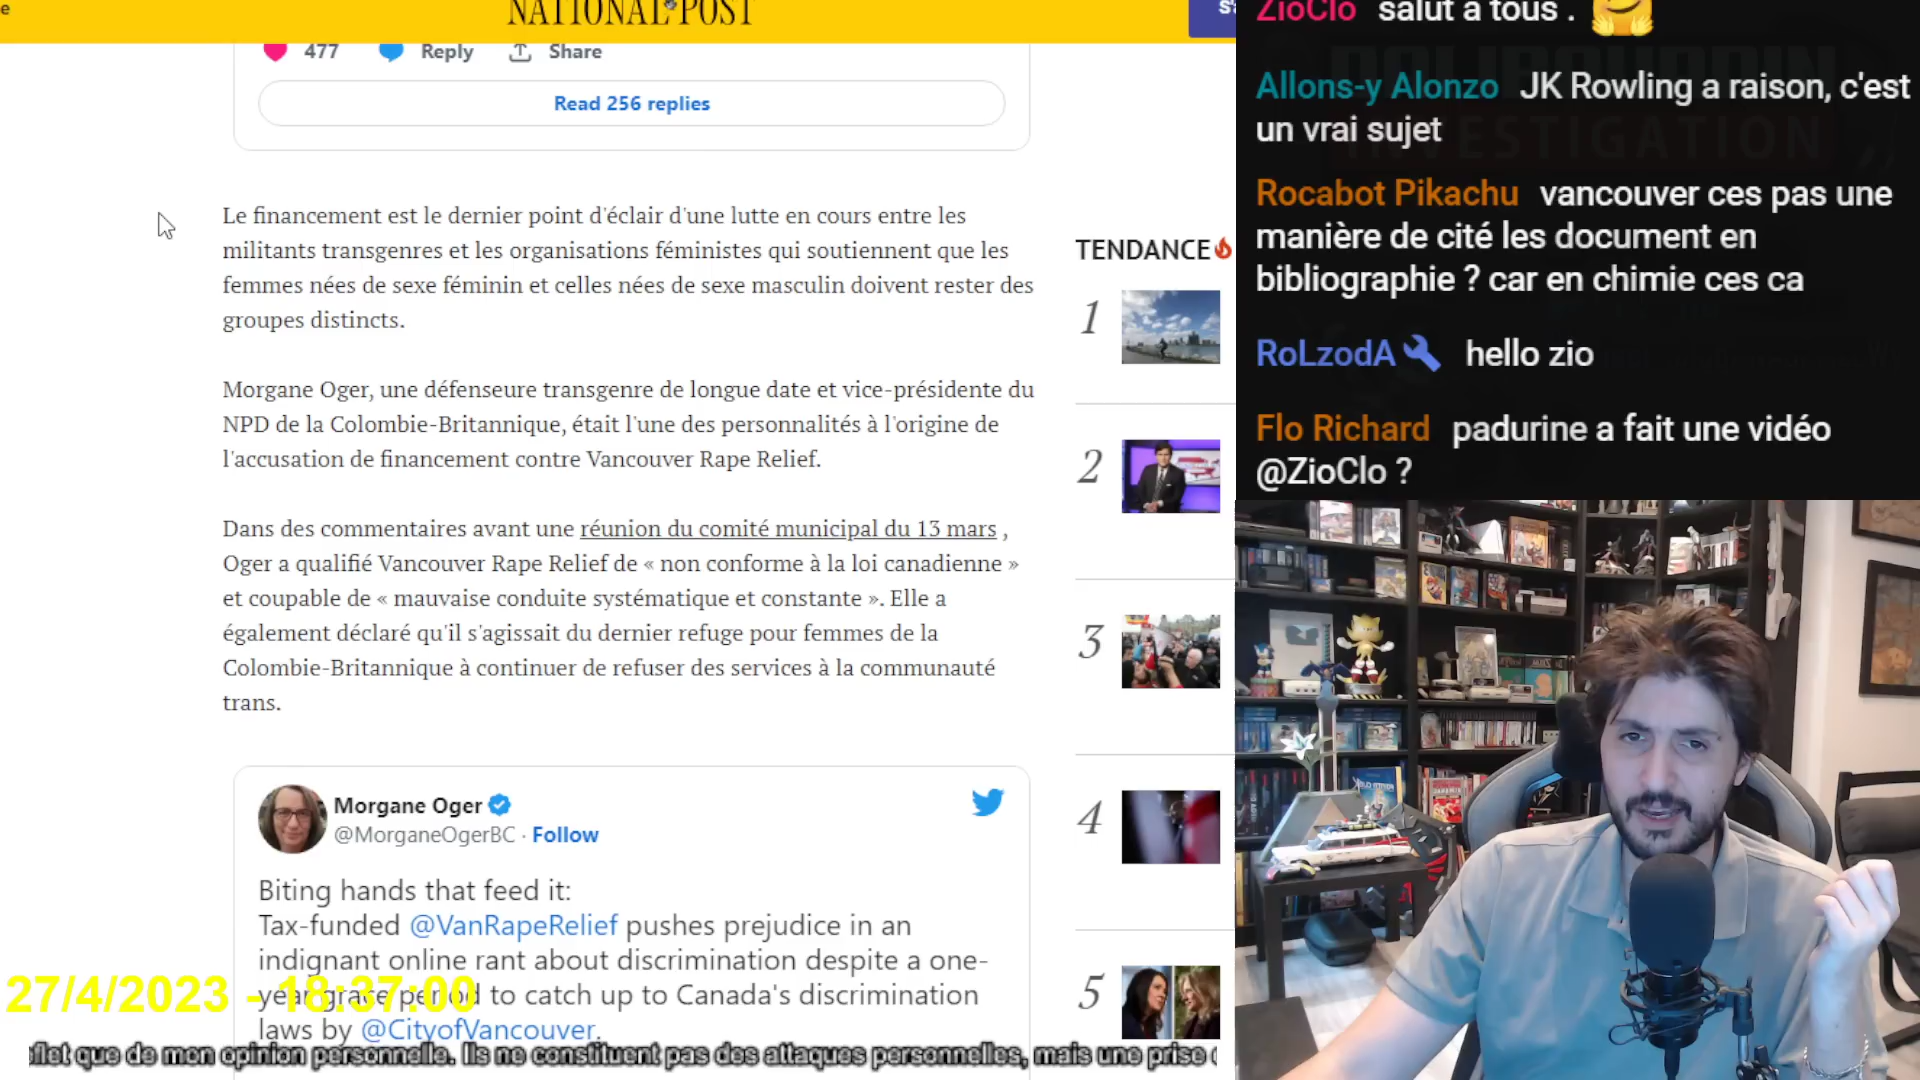 NATIONAL POST
477 Reply Share
Read 256 replies
Le financement est le dernier point d'éclair d'une lutte en cours entre les
militants transgenres et les organisations féministes qui soutiennent que les
femmes nées de sexe féminin et celles nées de sexe masculin doivent rester des
groupes distincts.
Morgane Oger, une défenseure transgenre de longue date et vice-présidente du
NPD de la Colombie-Britannique, était l'une des personnalités à l'origine de
l'accusation de financement contre Vancouver Rape Relief.
Dans des commentaires avant une réunion du comité municipal du 13 mars ,
Oger a qualifié Vancouver Rape Relief de « non conforme à la loi canadienne »
et coupable de « mauvaise conduite systématique et constante ». Elle a
également déclaré qu'il s'agissait du dernier refuge pour femmes de la
Colombie-Britannique à continuer de refuser des services à la communauté
trans.
Morgane Oger
@MorganeOgerBC · Follow
Biting hands that feed it:
Tax-funded @VanRapeRelief pushes prejudice in an
indignant online rant about discrimination despite a one-
year grace period to catch up to Canada's discrimination
laws by @CityofVancouver.
27/4/2023 - 18:37:00
que de mon opinion personnelle. Ils ne constituent pas des attaques personnelles, mais une prise
TENDANCE
1
2
3
4
5
ZioClo salut a tous .
Allons-y Alonzo JK Rowling a raison, c'est
un vrai sujet
Rocabot Pikachu vancouver ces pas une
manière de cité les document en
bibliographie ? car en chimie ces ca
RoLzodA hello zio
Flo Richard padurine a fait une vidéo
@ZioClo ?
INVESTIGATION